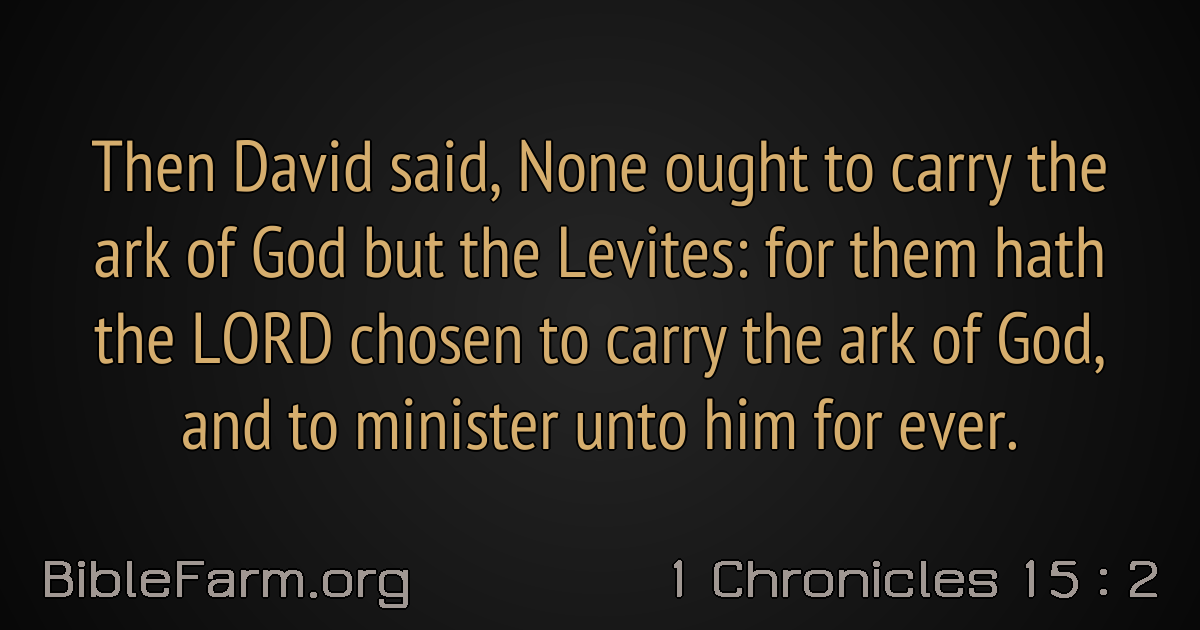 Then David said, None ought to carry the
ark of God but the Levites: for them hath
the LORD chosen to carry the ark of God,
and to minister unto him for ever.
BibleFarm.org
1 Chronicles 15 : 2